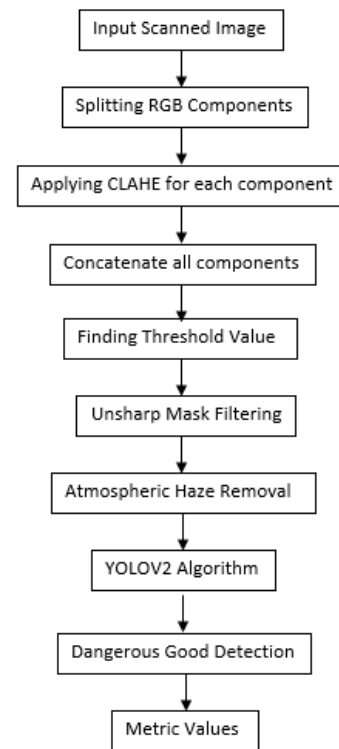 Input Scanned Image
Splitting RGB Components
Applying CLAHE for each component
Concatenate all components
Finding Threshold Value
Unsharp Mask Filtering
Atmospheric Haze Removal
YOLOV2 Algorithm
Dangerous Good Detection
Metric Values